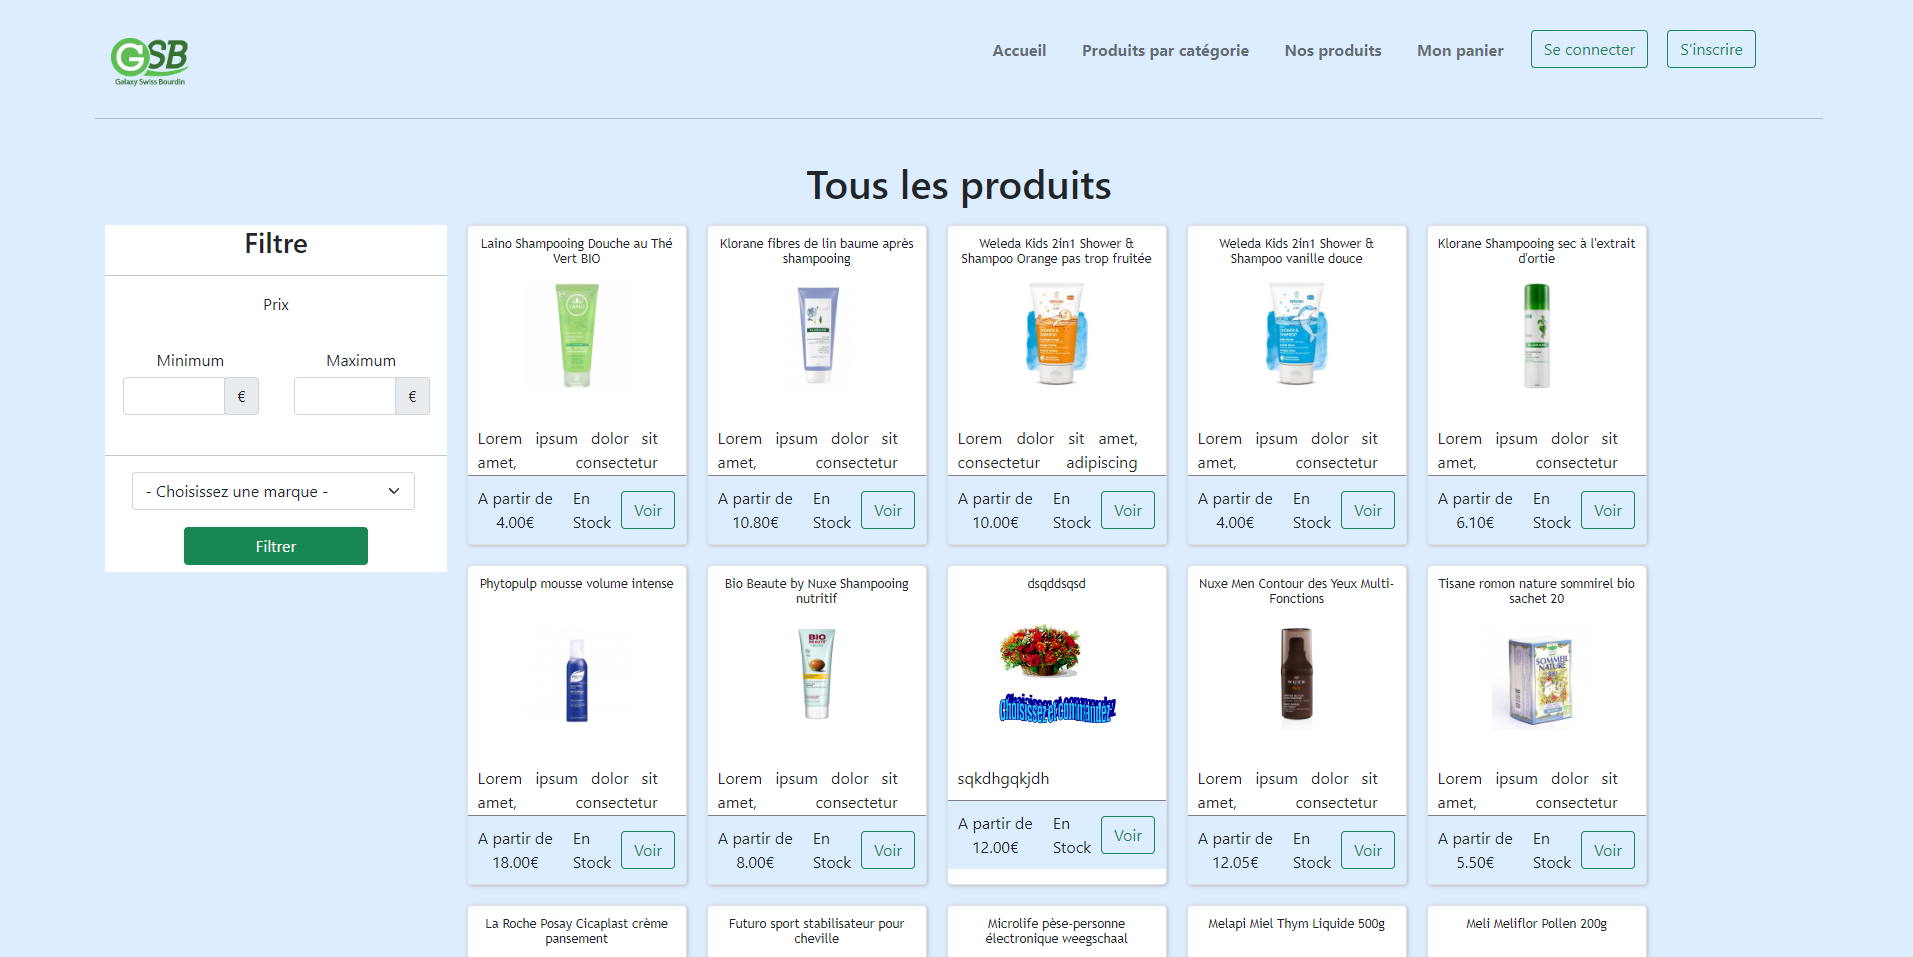 GSB
Galaxy Swiss Bourdin
Accueil
Produits par catégorie
Nos produits
Mon panier
Se connecter
S'inscrire
Tous les produits
Filtre
Prix
Minimum
Maximum
€
€
- Choisissez une marque -
Filtrer
Laino Shampooing Douche au Thé
Vert BIO
Lorem ipsum dolor sit
amet, consectetur
A partir de
4.00€
En
Stock
Voir
Klorane fibres de lin baume après
shampooing
Lorem ipsum dolor sit
amet, consectetur
A partir de
10.80€
En
Stock
Voir
Weleda Kids 2in1 Shower &
Shampoo Orange pas trop fruitée
Lorem dolor sit amet,
consectetur adipiscing
A partir de
10.00€
En
Stock
Voir
Weleda Kids 2in1 Shower &
Shampoo vanille douce
Lorem ipsum dolor sit
amet, consectetur
A partir de
4.00€
En
Stock
Voir
Klorane Shampooing sec à l'extrait
d'ortie
Lorem ipsum dolor sit
amet, consectetur
A partir de
6.10€
En
Stock
Voir
Phytopulp mousse volume intense
Lorem ipsum dolor sit
amet, consectetur
A partir de
18.00€
En
Stock
Voir
Bio Beaute by Nuxe Shampooing
nutritif
BIO
BEAUTÉ
Lorem ipsum dolor sit
amet, consectetur
A partir de
8.00€
En
Stock
Voir
dsqddsqsd
Choisissez et commandez
sqkdhgqkjdh
A partir de
12.00€
En
Stock
Voir
Nuxe Men Contour des Yeux Multi-
Fonctions
NUXE
Lorem ipsum dolor sit
amet, consectetur
A partir de
12.05€
En
Stock
Voir
Tisane romon nature sommirel bio
sachet 20
SOMMEIL
NATURE
Lorem ipsum dolor sit
amet, consectetur
A partir de
5.50€
En
Stock
Voir
La Roche Posay Cicaplast crème
pansement
Futuro sport stabilisateur pour
cheville
Microlife pèse-personne
électronique weegschaal
Melapi Miel Thym Liquide 500g
Meli Meliflor Pollen 200g